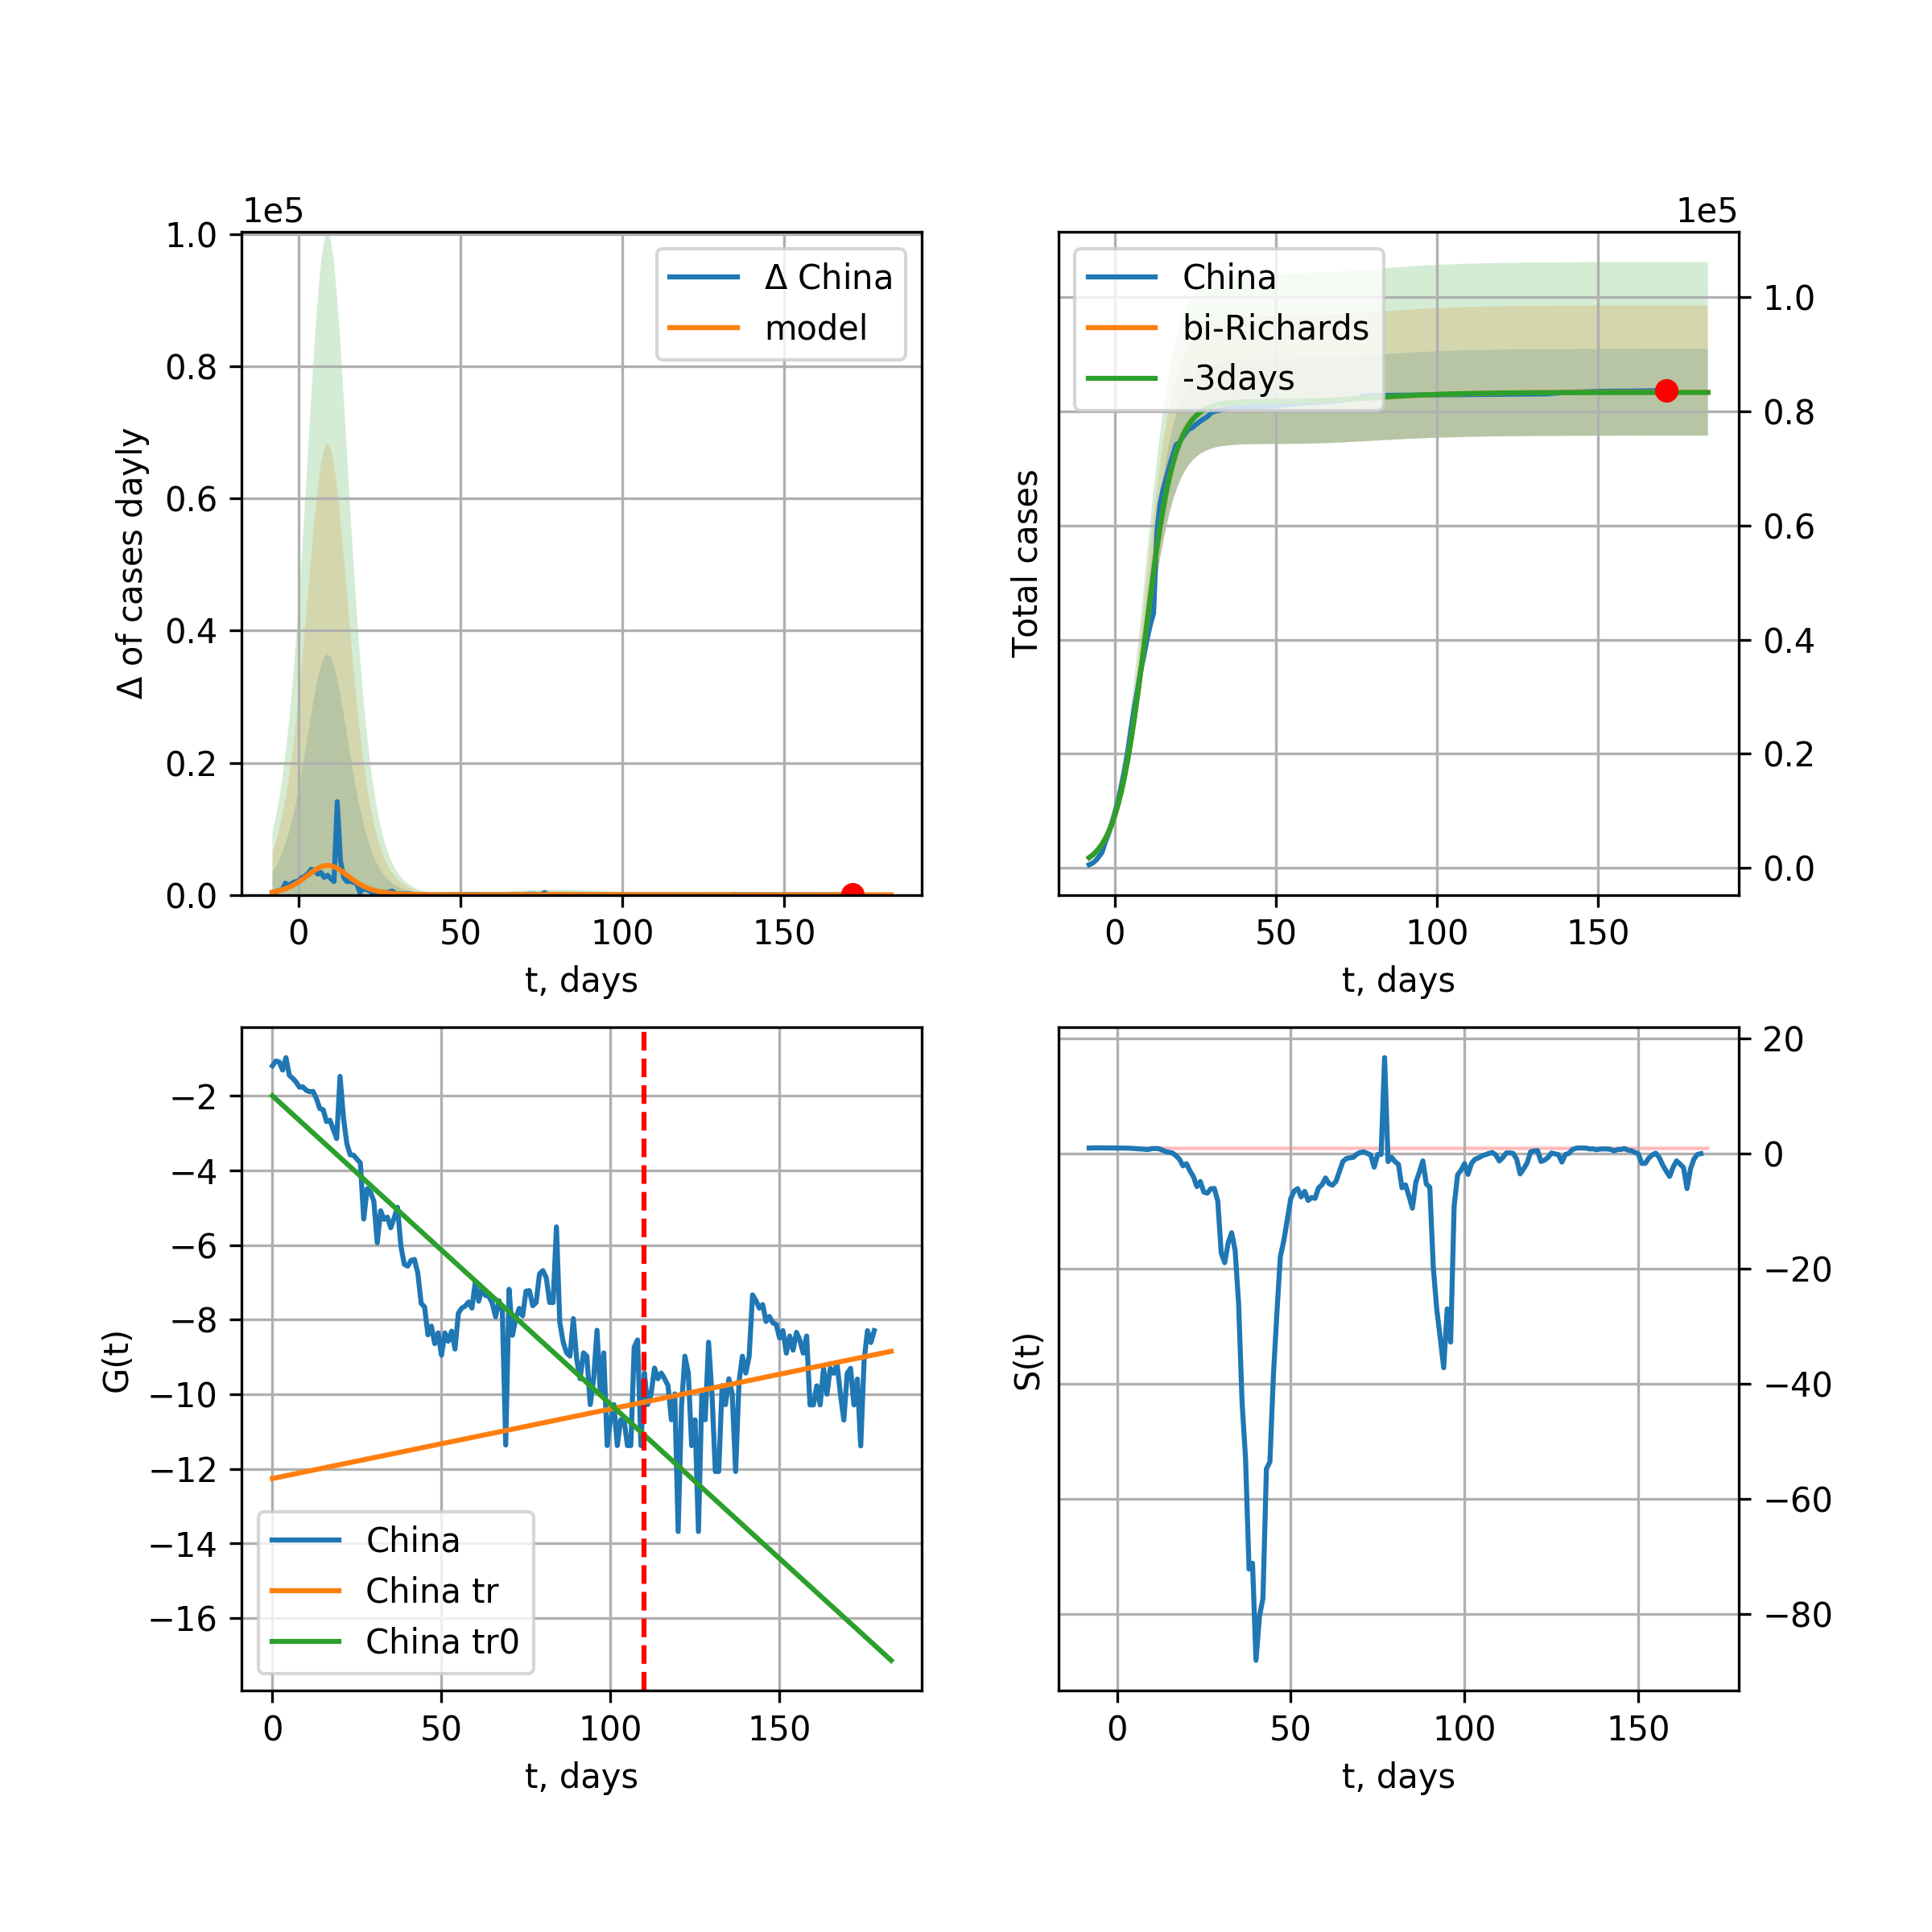 1e5
1.0
0.8
0.6
0.4
0.2
0.0
Δ of cases dayly
0
50
100
150
t, days
Δ China
model
1e5
1.0
0.8
0.6
0.4
0.2
0.0
Total cases
0
50
100
150
t, days
China
bi-Richards
-3days
−2
−4
−6
−8
−10
−12
−14
−16
G(t)
0
50
100
150
t, days
China
China tr
China tr0
20
0
−20
−40
−60
−80
S(t)
0
50
100
150
t, days